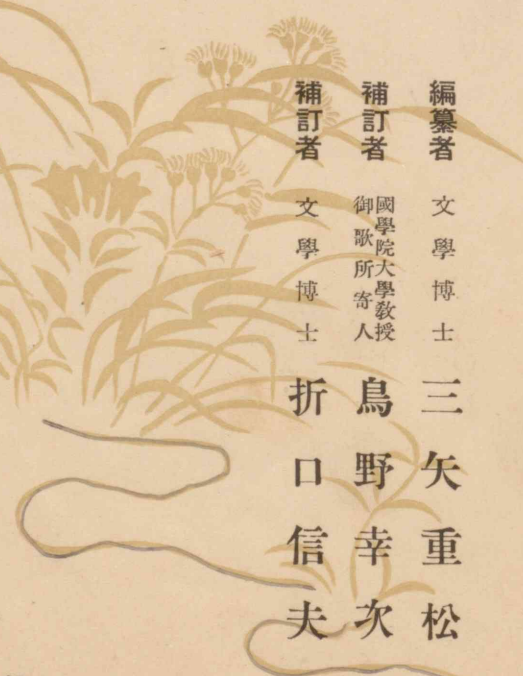 編纂者 文學博士 三矢重松
補訂者 國學院大學敎授 御歌所寄人 鳥野幸次
補訂者 文學博士 折口信夫